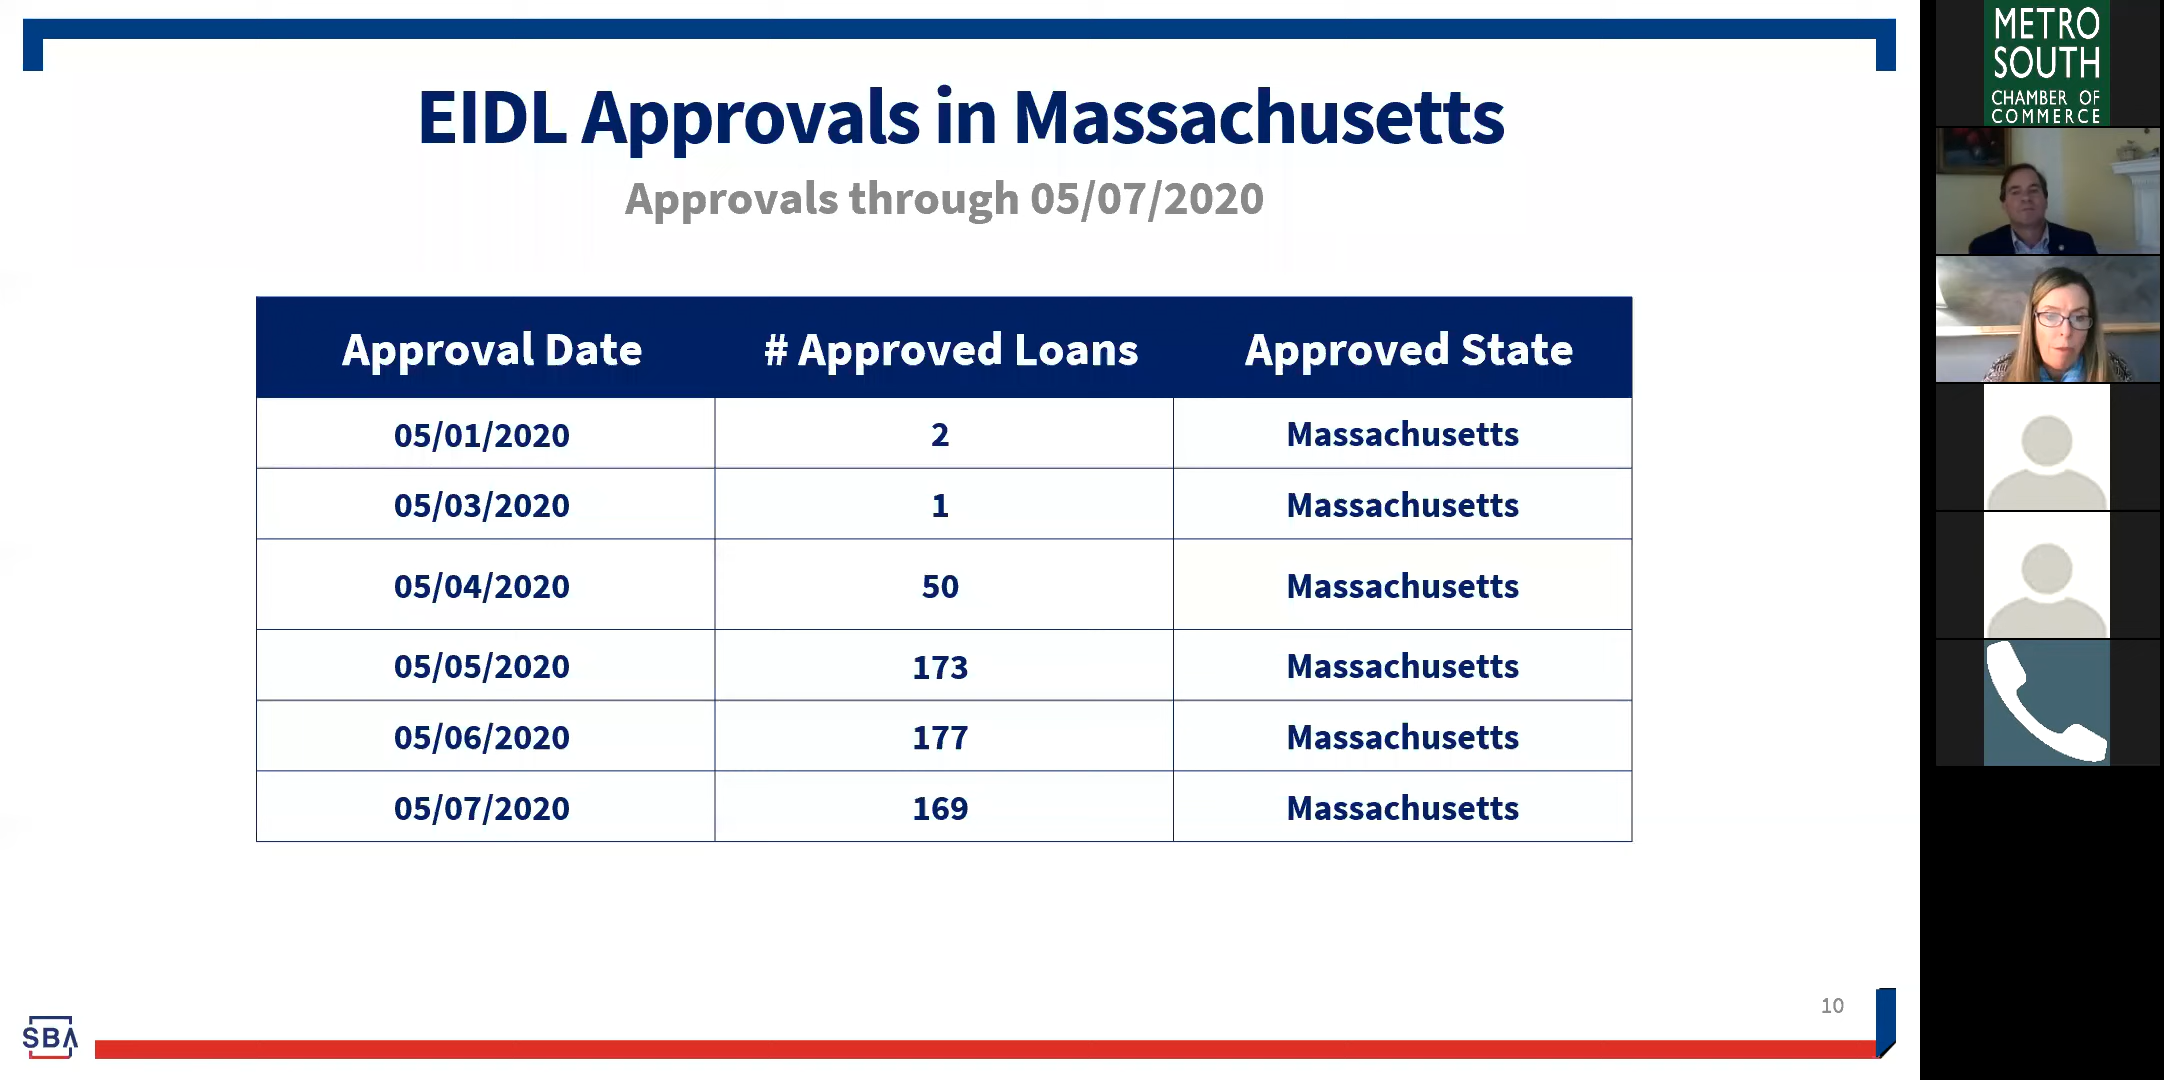 EIDL Approvals in Massachusetts
Approvals through 05/07/2020
Approval Date # Approved Loans Approved State
05/01/2020 2 Massachusetts
05/03/2020 1 Massachusetts
05/04/2020 50 Massachusetts
05/05/2020 173 Massachusetts
05/06/2020 177 Massachusetts
05/07/2020 169 Massachusetts
10
SBA
METRO
SOUTH
CHAMBER OF
COMMERCE